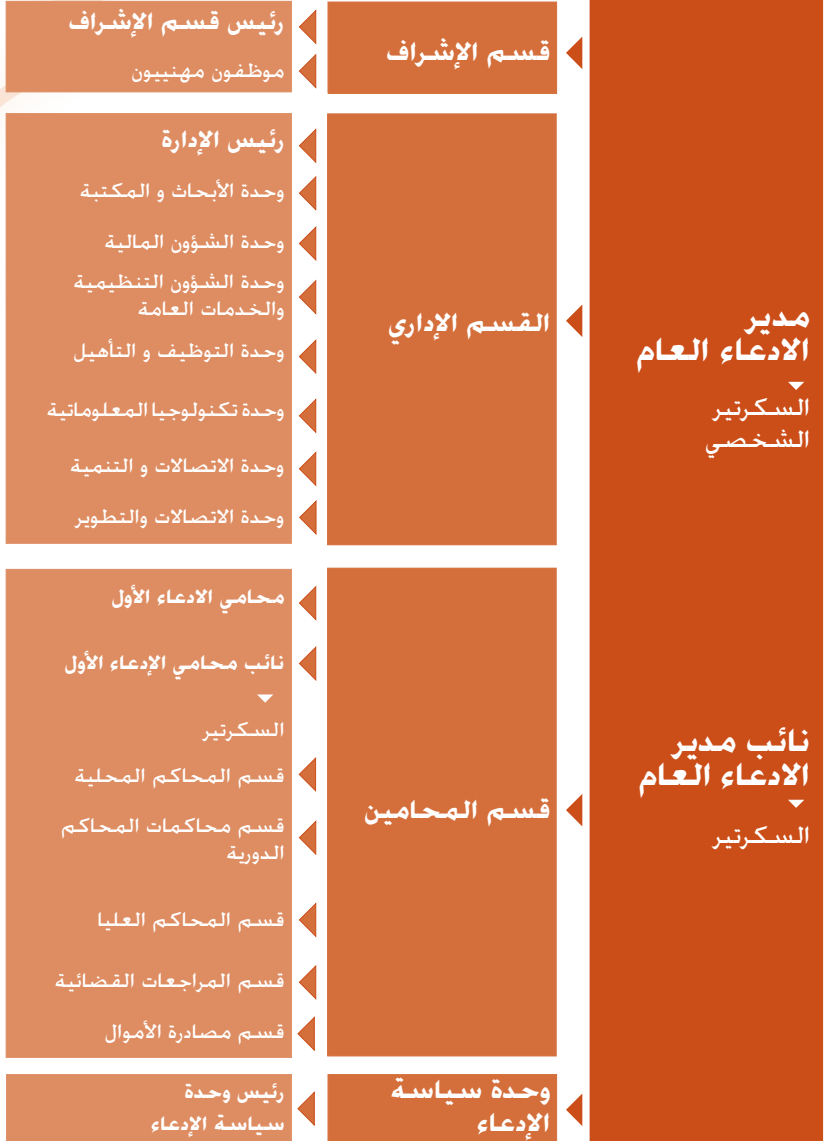 مدير
الادعاء العام
السكرتير
الشخصي
نائب مدير
الادعاء العام
السكرتير
قسم الإشراف
رئيس قسم الإشراف
موظفون مهنييون
القسم الإداري
رئيس الإدارة
وحدة الأبحاث و المكتبة
وحدة الشؤون المالية
وحدة الشؤون التنظيمية
والخدمات العامة
وحدة التوظيف و التأهيل
وحدة تكنولوجيا المعلوماتية
وحدة الاتصالات و التنمية
وحدة الاتصالات والتطوير
قسم المحامين
محامي الادعاء الأول
نائب محامي الإدعاء الأول
السكرتير
قسم المحاكم المحلية
قسم محاكمات المحاكم
الدورية
قسم المحاكم العليا
قسم المراجعات القضائية
قسم مصادرة الأموال
وحدة سياسة
الإدعاء
رئيس وحدة
سياسة الإدعاء